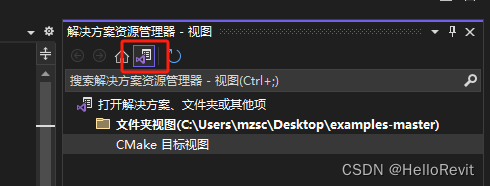 解决方案资源管理器 - 视图
搜索解决方案资源管理器 - 视图(Ctrl+;)
打开解决方案、文件夹或其他项
文件夹视图(C:\Users\mzsc\Desktop\examples-master)
CMake 目标视图
CSDN @HelloRevit